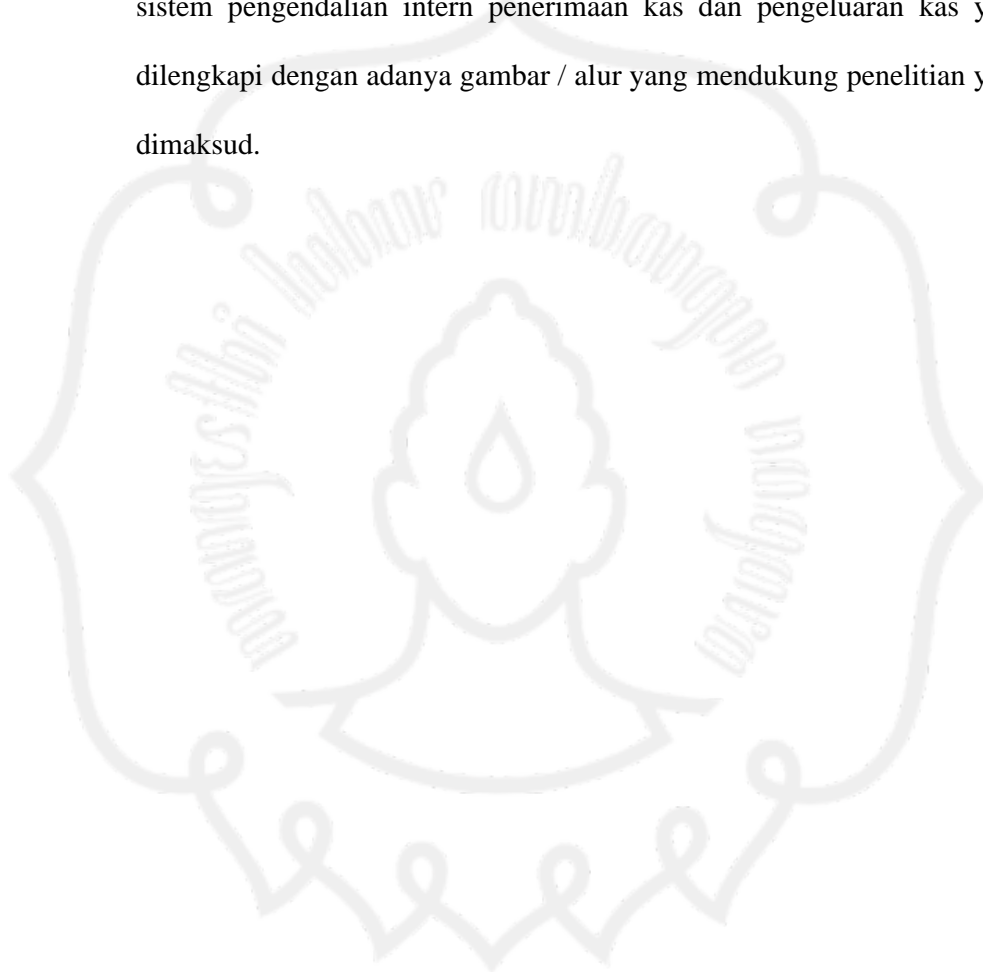 sistem pengendalian intern penerimaan kas dan pengeluaran kas y
dilengkapi dengan adanya gambar / alur yang mendukung penelitian y
dimaksud.